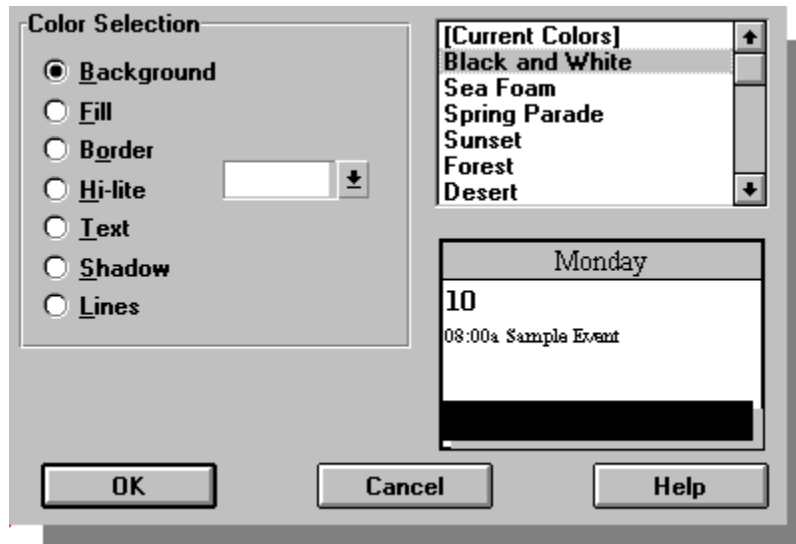 Color Selection
Background
Fill
Border
Hi-lite
Text
Shadow
Lines
[Current Colors]
Black and White
Sea Foam
Spring Parade
Sunset
Forest
Desert
Monday
10
08:00a Sample Event
OK
Cancel
Help